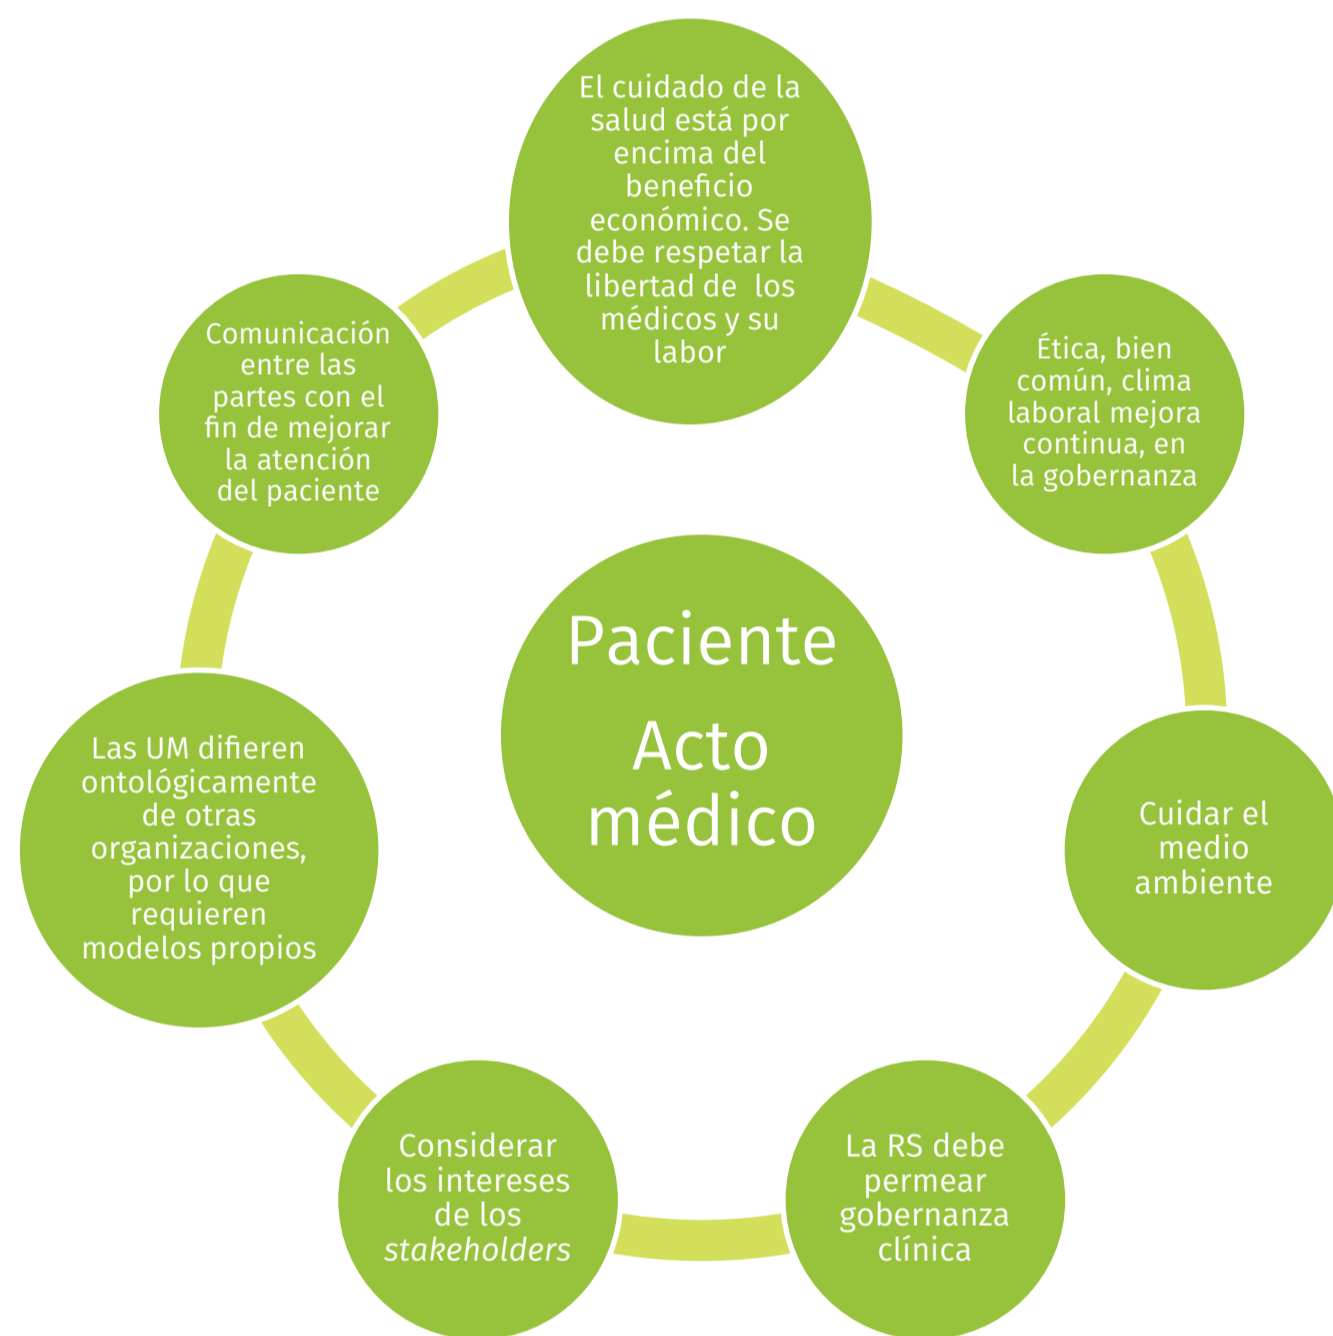 El cuidado de la
salud está por
encima del
beneficio
económico. Se
debe respetar la
libertad de  los
médicos y su
labor
Ética, bien
común, clima
laboral mejora
continua, en
la gobernanza
Cuidar el
medio
ambiente
La RS debe
permear
gobernanza
clínica
Considerar
los intereses
de los
stakeholders
Las UM difieren
ontológicamente
de otras
organizaciones,
por lo que
requieren
modelos propios
Comunicación
entre las
partes con el
fin de mejorar
la atención
del paciente
Paciente
Acto
médico